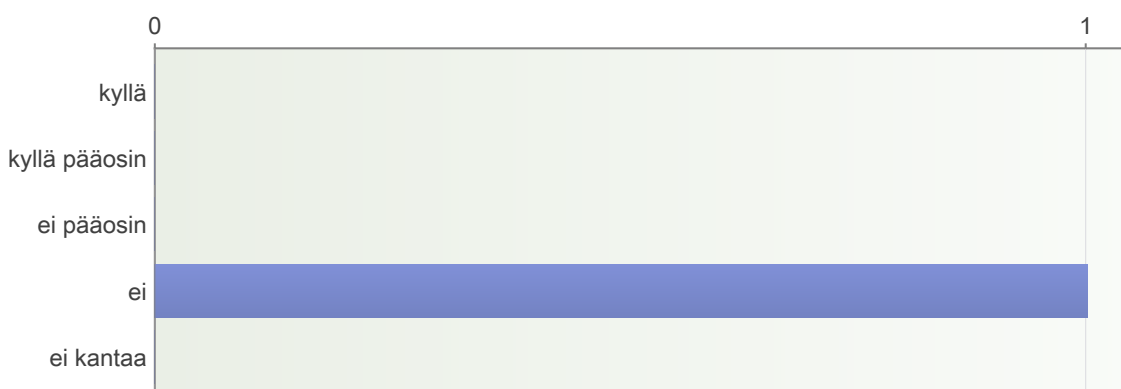 0 1
kyllä
kyllä pääosin
ei pääosin
ei
ei kantaa